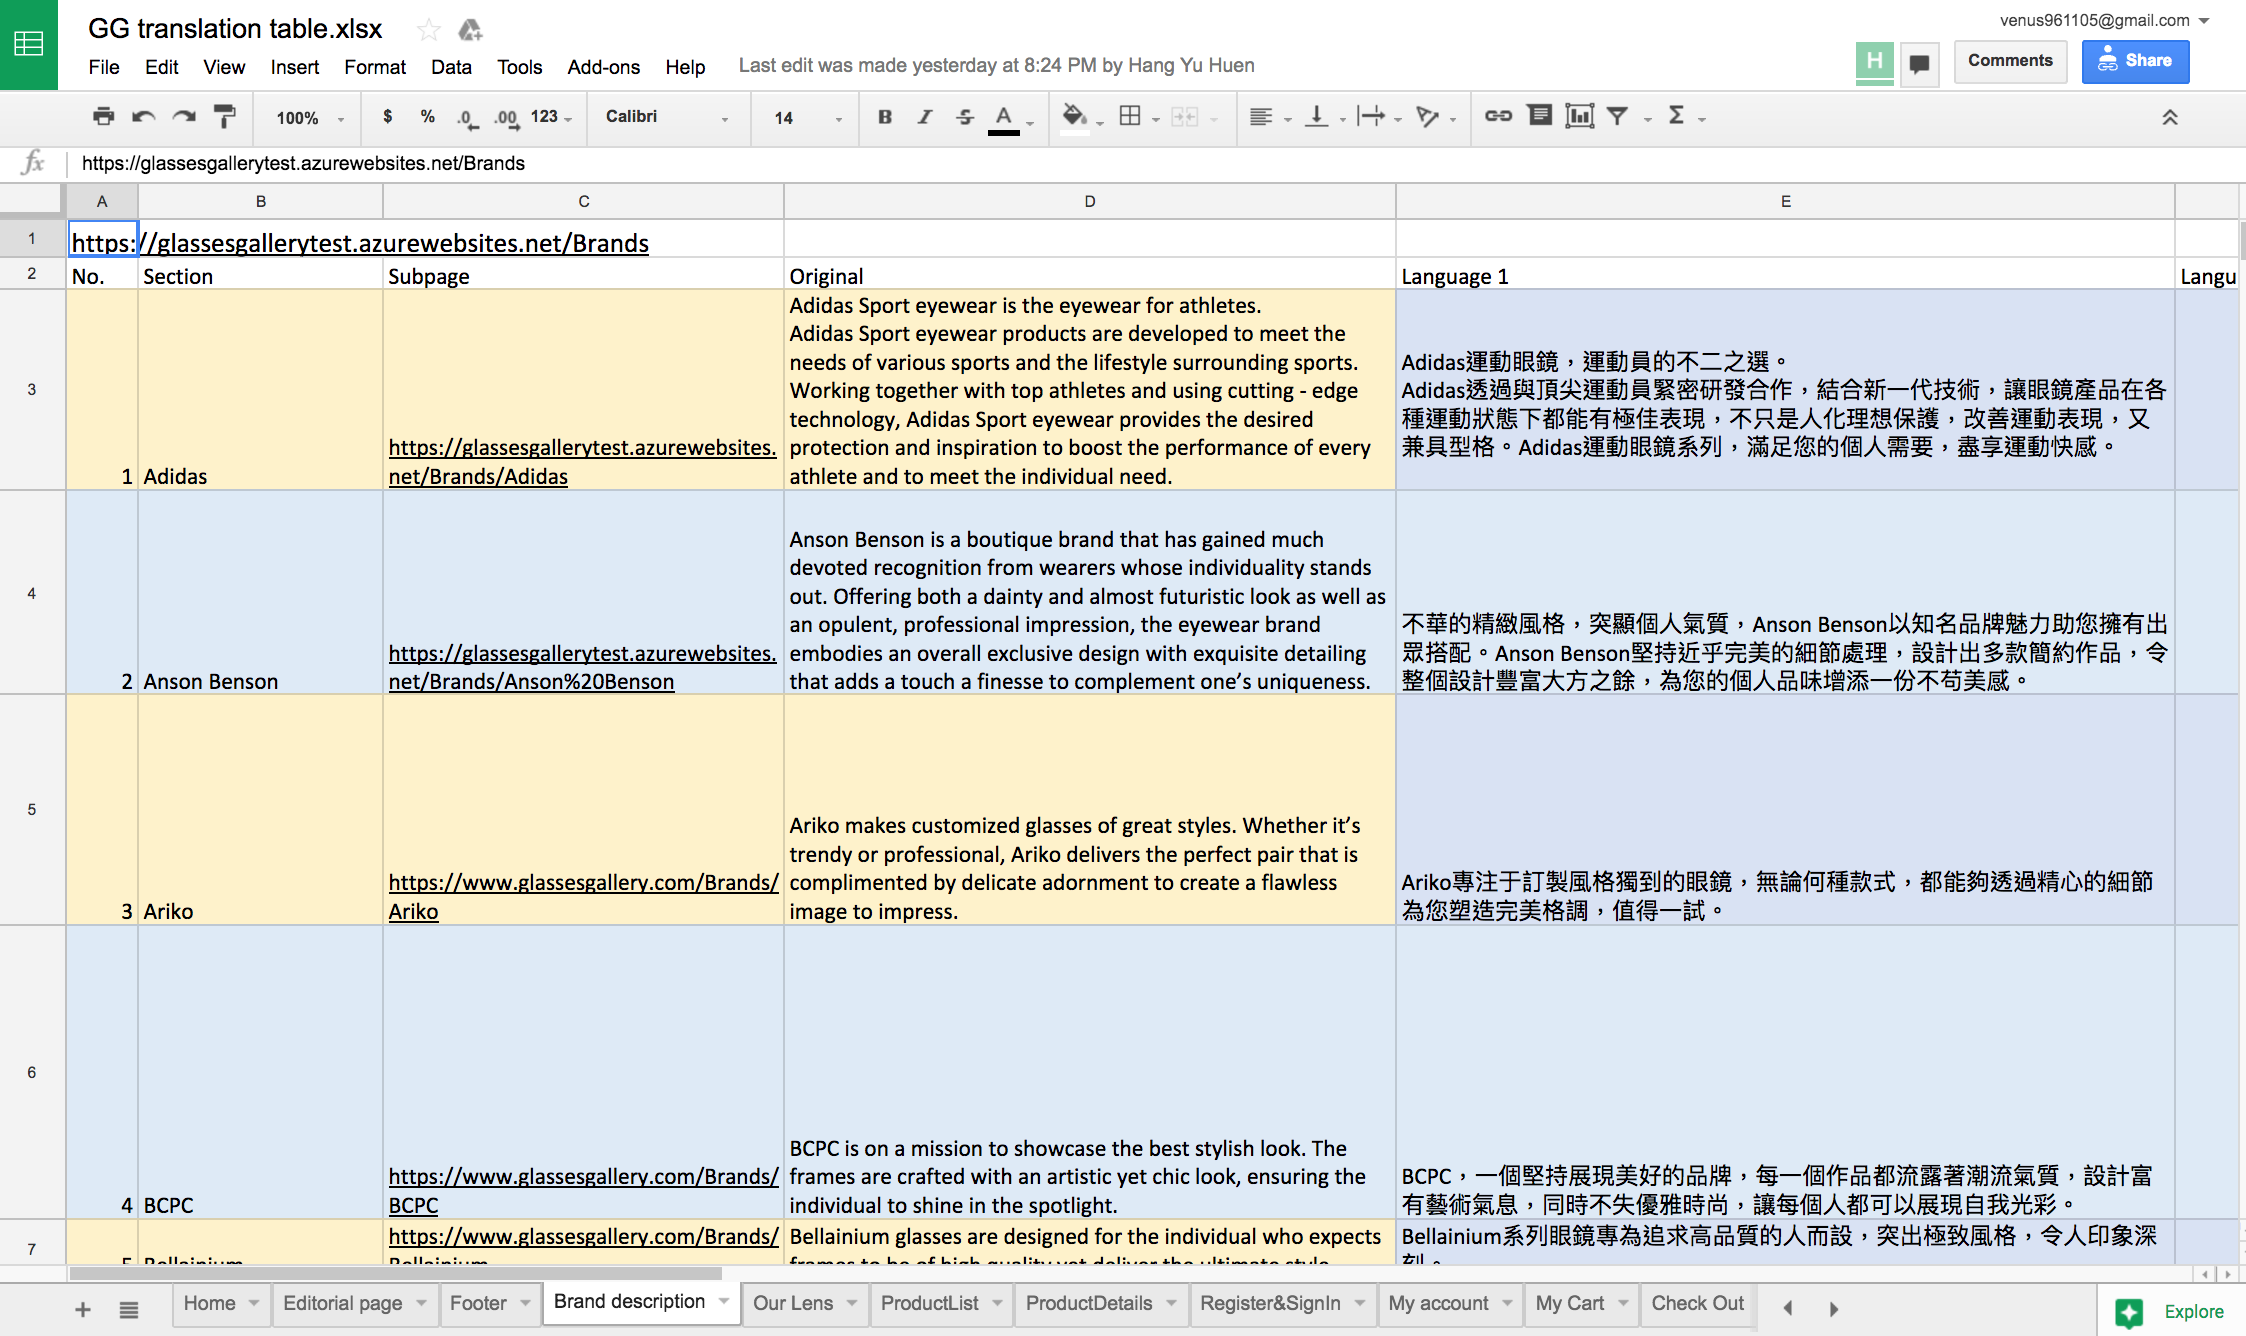 GG translation table.xlsx
venus961105@gmail.com
File Edit View Insert Format Data Tools Add-ons Help
Last edit was made yesterday at 8:24 PM by Hang Yu Huen
H
Comments
Share
100% $ % .0 .00 123 Calibri 14 B I S A Σ
fx https://glassesgallerytest.azurewebsites.net/Brands
A B C D E
1 https://glassesgallerytest.azurewebsites.net/Brands
2 No. Section Subpage Original Language 1 Langu
3
1 Adidas
https://glassesgallerytest.azurewebsites.
net/Brands/Adidas
Adidas Sport eyewear is the eyewear for athletes.
Adidas Sport eyewear products are developed to meet the
needs of various sports and the lifestyle surrounding sports.
Working together with top athletes and using cutting - edge
technology, Adidas Sport eyewear provides the desired
protection and inspiration to boost the performance of every
athlete and to meet the individual need.
Adidas運動眼鏡，運動員的不二之選。
Adidas透過與頂尖運動員緊密研發合作，結合新一代技術，讓眼鏡產品在各
種運動狀態下都能有極佳表現，不只是人化理想保護，改善運動表現，又
兼具型格。Adidas運動眼鏡系列，滿足您的個人需要，盡享運動快感。
4
2 Anson Benson
https://glassesgallerytest.azurewebsites.
net/Brands/Anson%20Benson
Anson Benson is a boutique brand that has gained much
devoted recognition from wearers whose individuality stands
out. Offering both a dainty and almost futuristic look as well as
an opulent, professional impression, the eyewear brand
embodies an overall exclusive design with exquisite detailing
that adds a touch a finesse to complement one’s uniqueness.
不華的精緻風格，突顯個人氣質，Anson Benson以知名品牌魅力助您擁有出
眾搭配。Anson Benson堅持近乎完美的細節處理，設計出多款簡約作品，令
整個設計豐富大方之餘，為您的個人品味增添一份不苟美感。
5
3 Ariko
https://www.glassesgallery.com/Brands/
Ariko
Ariko makes customized glasses of great styles. Whether it’s
trendy or professional, Ariko delivers the perfect pair that is
complimented by delicate adornment to create a flawless
image to impress.
Ariko專注于訂製風格獨到的眼鏡，無論何種款式，都能夠透過精心的細節
為您塑造完美格調，值得一試。
6
4 BCPC
https://www.glassesgallery.com/Brands/
BCPC
BCPC is on a mission to showcase the best stylish look. The
frames are crafted with an artistic yet chic look, ensuring the
individual to shine in the spotlight.
BCPC，一個堅持展現美好的品牌，每一個作品都流露著潮流氣質，設計富
有藝術氣息，同時不失優雅時尚，讓每個人都可以展現自我光彩。
7
5 Bellainium
https://www.glassesgallery.com/Brands/
Bellainium
Bellainium glasses are designed for the individual who expects
frames to be of high quality yet deliver the ultimate style
Bellainium系列眼鏡專為追求高品質的人而設，突出極致風格，令人印象深
刻。
Home Editorial page Footer Brand description Our Lens ProductList ProductDetails Register&SignIn My account My Cart Check Out
Explore